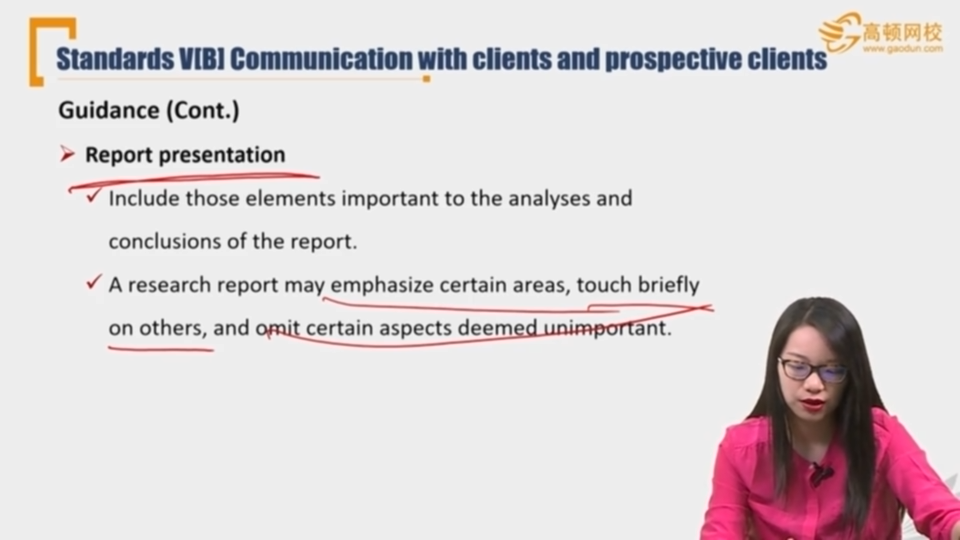 Standards V[B] Communication with clients and prospective clients
高顿网校
www.gaodun.com
Guidance (Cont.)
Report presentation
Include those elements important to the analyses and
conclusions of the report.
A research report may emphasize certain areas, touch briefly
on others, and omit certain aspects deemed unimportant.